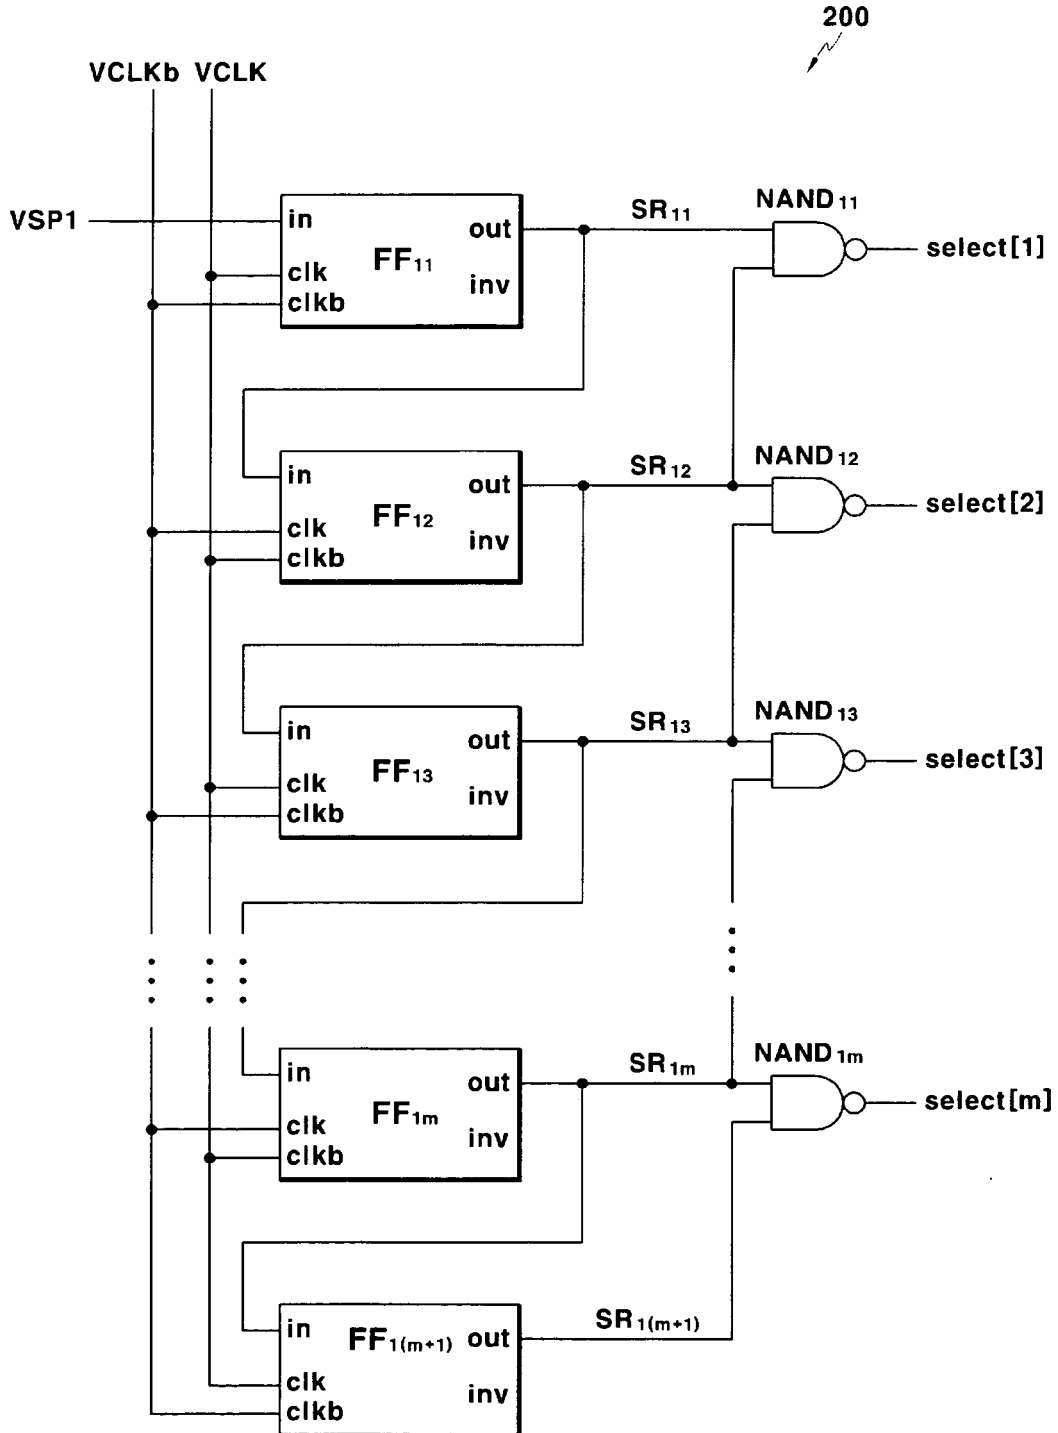 200
VCLKb VCLK
VSP1
in
clk
clkb
FF11
out
inv
SR11
NAND11
select[1]
in
clk
clkb
FF12
out
inv
SR12
NAND12
select[2]
in
clk
clkb
FF13
out
inv
SR13
NAND13
select[3]
in
clk
clkb
FF1m
out
inv
SR1m
NAND1m
select[m]
in
clk
clkb
FF1(m+1)
out
inv
SR1(m+1)